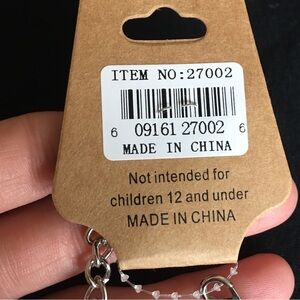 ITEM NO:27002
6 09161 27002 6
MADE IN CHINA
Not intended for
children 12 and under
MADE IN CHINA